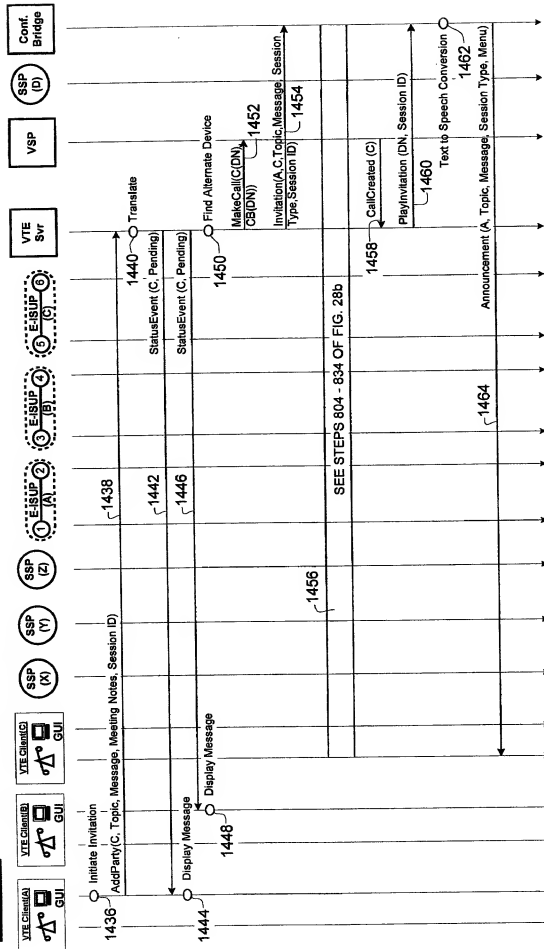 VTE Client(A)
GUI
VTE Client(B)
GUI
VTE Client(C)
GUI
SSP
(X)
SSP
(Y)
SSP
(Z)
1 E-ISUP 2
(A)
3 E-ISUP 4
(B)
5 E-ISUP 6
(C)
VTE
Svr
VSP
SSP
(D)
Conf.
Bridge
Initiate Invitation
1436
AddParty(C, Topic, Message, Meeting Notes, Session ID)
1438
Translate
1440
StatusEvent (C, Pending)
1442
Display Message
1444
StatusEvent (C, Pending)
1446
Display Message
1448
Find Alternate Device
1450
MakeCall(C(DN),
CB(DN))
1452
Invitation(A,C,Topic,Message, Session
Type,Session ID)
1454
1456
SEE STEPS 804 - 834 OF FIG. 28b
CallCreated (C)
1458
PlayInvitation (DN, Session ID)
1460
Text to Speech Conversion
1462
Announcement (A, Topic, Message, Session Type, Menu)
1464